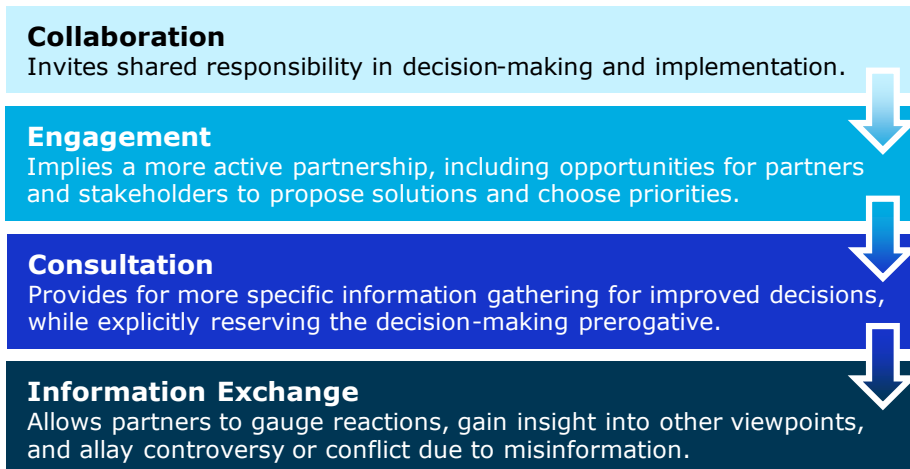 Collaboration
Invites shared responsibility in decision-making and implementation.
Engagement
Implies a more active partnership, including opportunities for partners
and stakeholders to propose solutions and choose priorities.
Consultation
Provides for more specific information gathering for improved decisions,
while explicitly reserving the decision-making prerogative.
Information Exchange
Allows partners to gauge reactions, gain insight into other viewpoints,
and allay controversy or conflict due to misinformation.